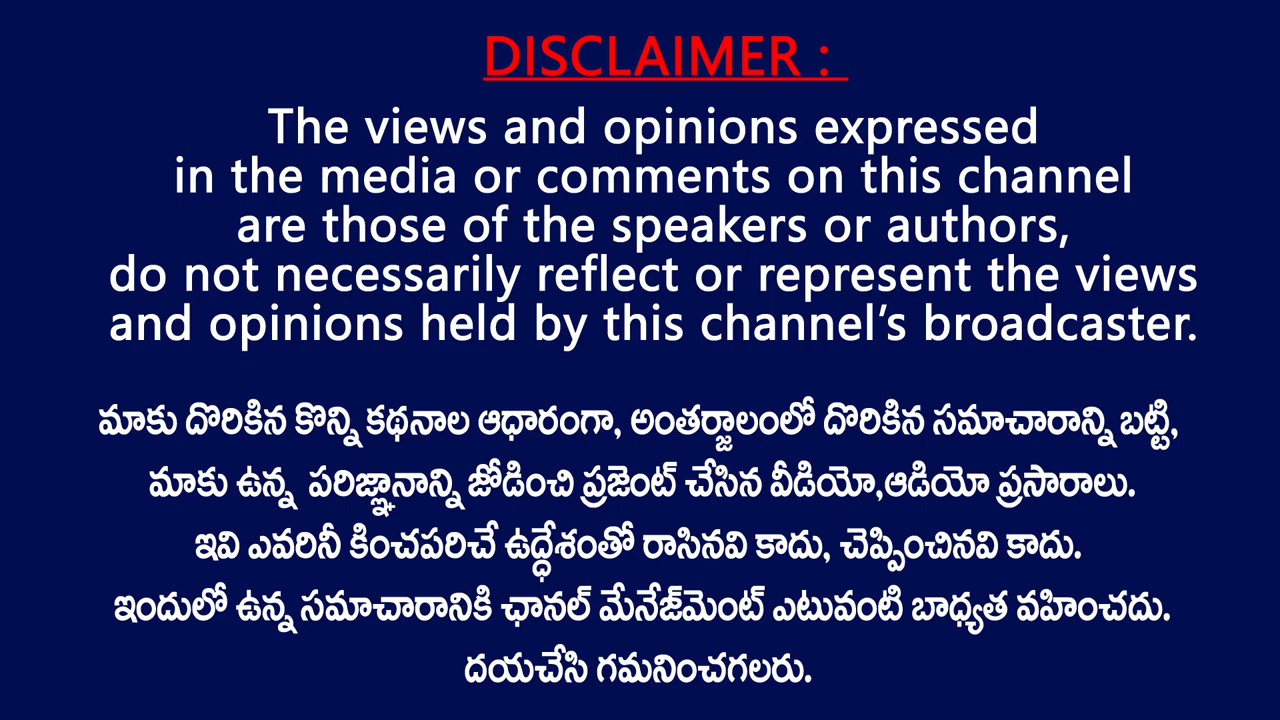 DISCLAIMER :
The views and opinions expressed
in the media or comments on this channel
are those of the speakers or authors,
do not necessarily reflect or represent the views
and opinions held by this channel’s broadcaster.
మాకు దొరికిన కొన్ని కథనాల ఆధారంగా, అంతర్జాలంలో దొరికిన సమాచారాన్ని బట్టి,
మాకు ఉన్న పరిజ్ఞానాన్ని జోడించి ప్రజెంట్ చేసిన వీడియో,ఆడియో ప్రసారాలు.
ఇవి ఎవరినీ కించపరిచే ఉద్ధేశంతో రాసినవి కాదు, చెప్పించినవి కాదు.
ఇందులో ఉన్న సమాచారానికి ఛానల్ మేనేజ్‌మెంట్ ఎటువంటి బాధ్యత వహించదు.
దయచేసి గమనించగలరు.